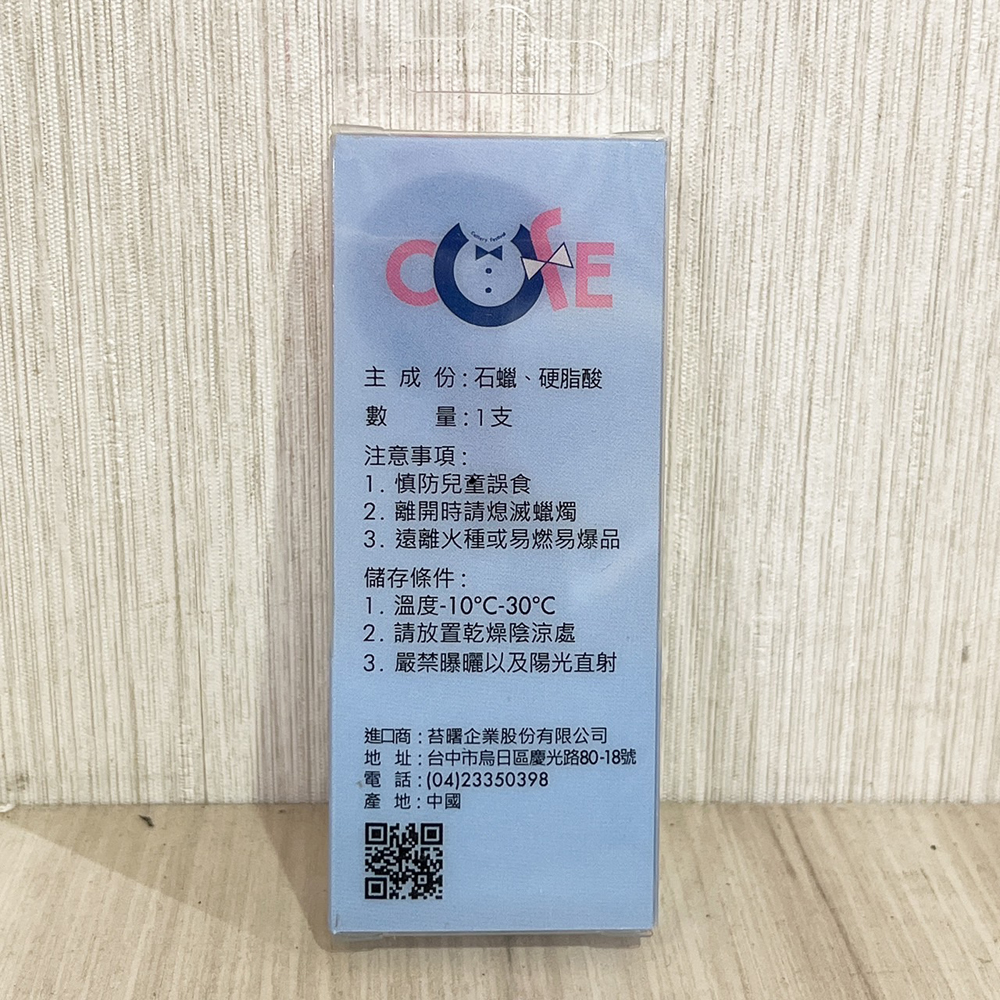 主成份：石蠟、硬脂酸
數量：1支
注意事項：
1. 慎防兒童誤食
2. 離開時請熄滅蠟燭
3. 遠離火種或易燃易爆品
儲存條件：
1. 溫度-10°C-30°C
2. 請放置乾燥陰涼處
3. 嚴禁曝曬以及陽光直射
進口商：苔曙企業股份有限公司
地址：台中市烏日區慶光路80-18號
電話：(04)23350398
產地：中國